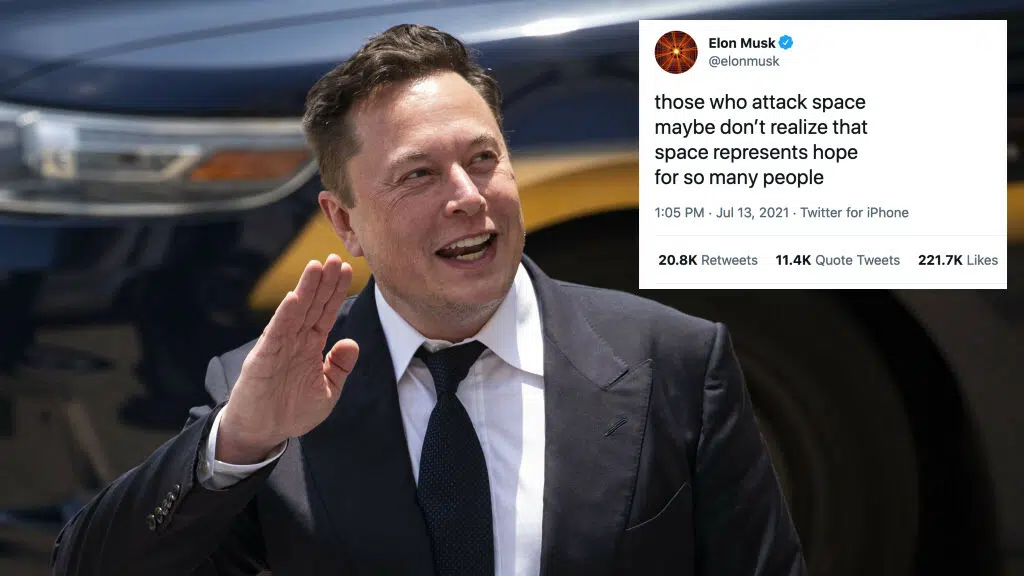 Elon Musk
@elonmusk
those who attack space
maybe don’t realize that
space represents hope
for so many people
1:05 PM · Jul 13, 2021 · Twitter for iPhone
20.8K Retweets 11.4K Quote Tweets 221.7K Likes